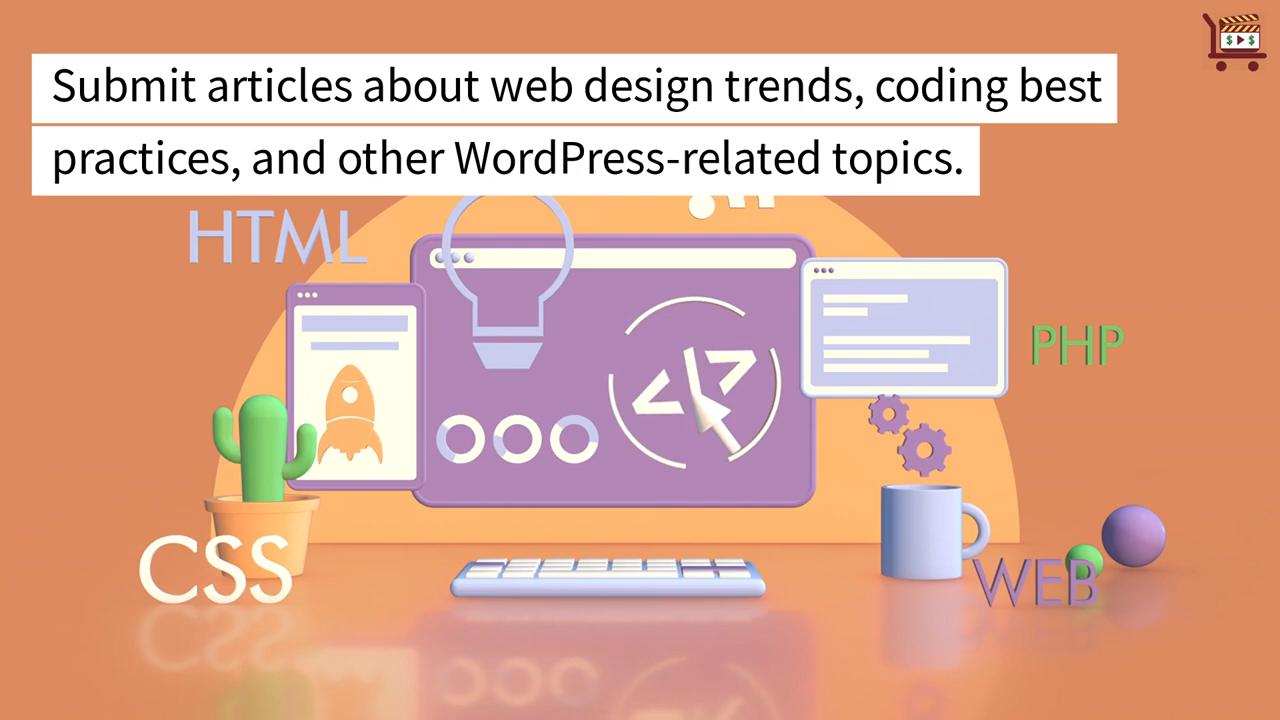 Submit articles about web design trends, coding best
practices, and other WordPress-related topics.
HTML
PHP
CSS
WEB